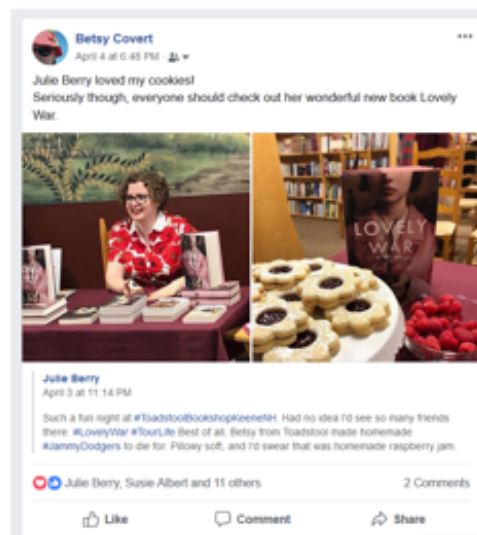 Betsy Covert
April 4 at 6:45 PM
Julie Berry loved my cookies!
Seriously though, everyone should check out her wonderful new book Lovely
War.
LOVELY
WAR
Julie Berry
April 3 at 11:14 PM
Such a fun night at #ToadstoolBookshopKeeneNH. Had no idea I'd see so many friends
there. #LovelyWar #TourLife Best of all, Betsy from Toadstool made homemade
#JammyDodgers to die for. Pillowy soft, and I'd swear that was homemade raspberry jam.
Julie Berry, Susie Albert and 11 others
2 Comments
Like
Comment
Share